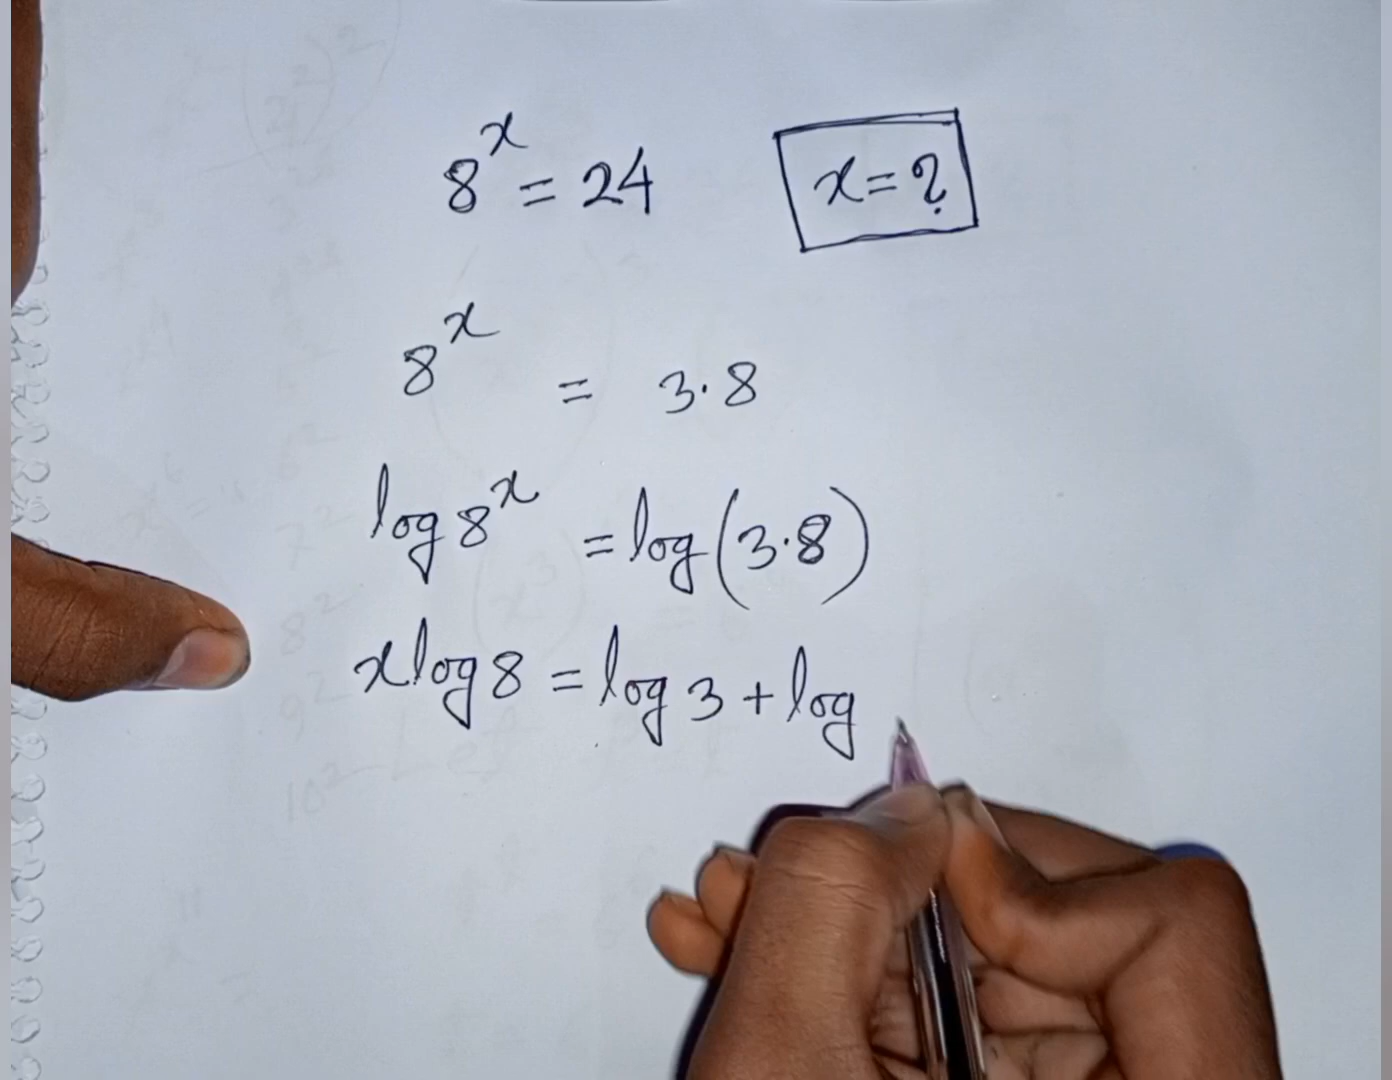 8^x = 24    x = ?
8^x = 3·8
log 8^x = log(3·8)
x log 8 = log 3 + log